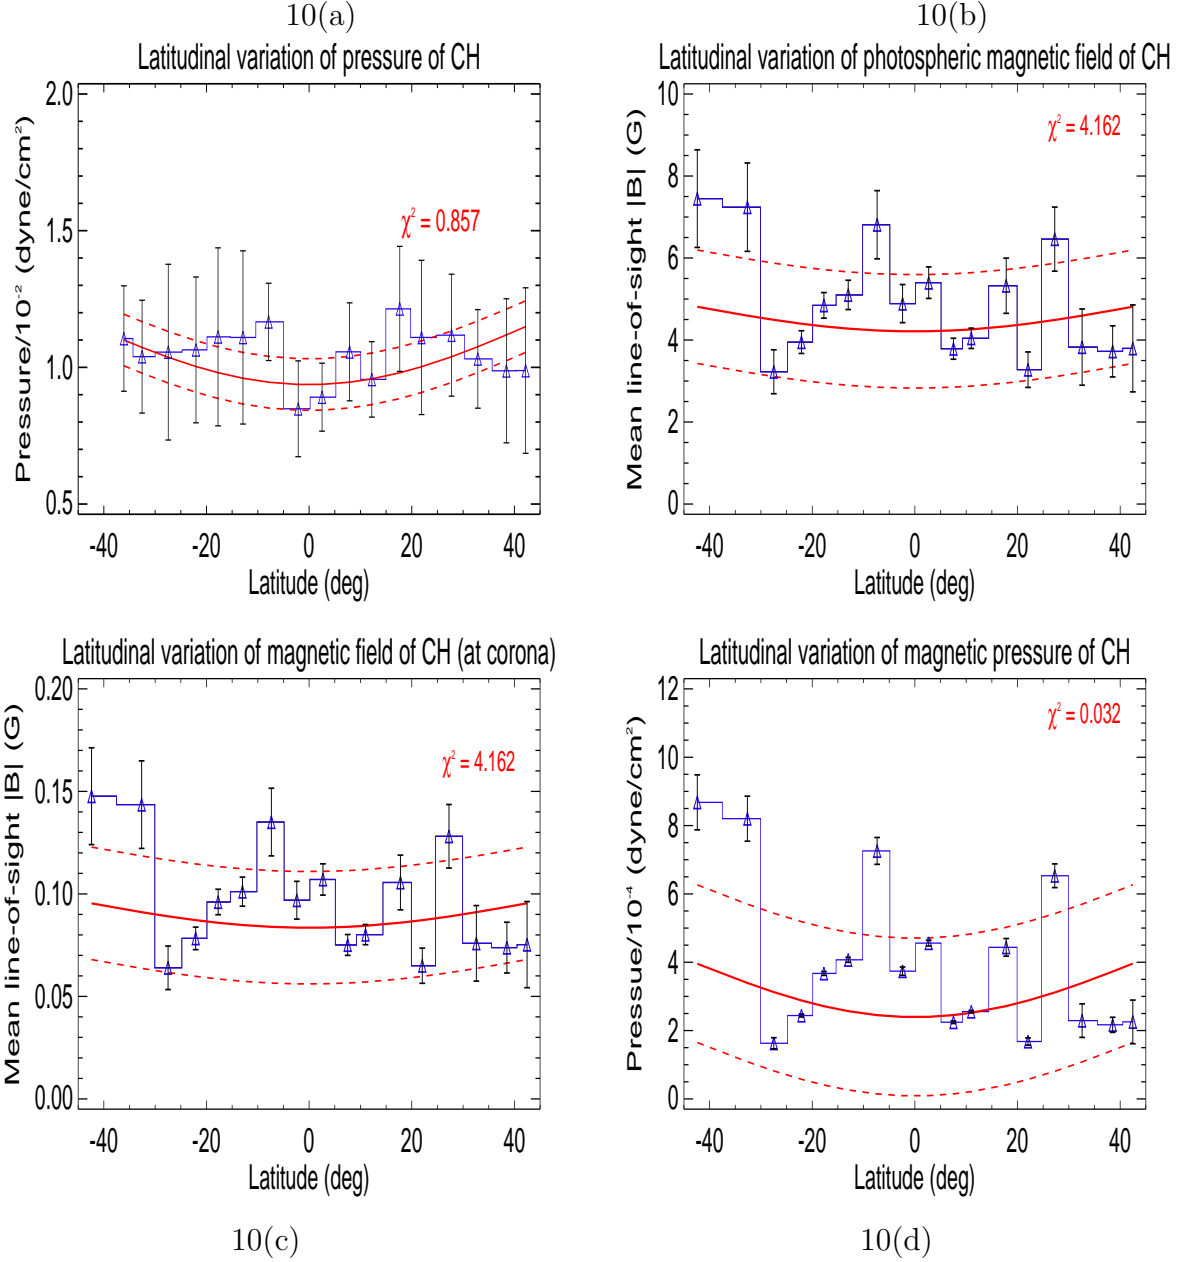 10(a)
10(b)
Latitudinal variation of pressure of CH
Pressure/10⁻² (dyne/cm²)
2.0
1.5
1.0
0.5
χ² = 0.857
-40 -20 0 20 40
Latitude (deg)
Latitudinal variation of photospheric magnetic field of CH
Mean line-of-sight |B| (G)
10
8
6
4
2
0
χ² = 4.162
-40 -20 0 20 40
Latitude (deg)
Latitudinal variation of magnetic field of CH (at corona)
Mean line-of-sight |B| (G)
0.20
0.15
0.10
0.05
0.00
χ² = 4.162
-40 -20 0 20 40
Latitude (deg)
Latitudinal variation of magnetic pressure of CH
Pressue/10⁻⁴ (dyne/cm²)
12
10
8
6
4
2
0
χ² = 0.032
-40 -20 0 20 40
Latitude (deg)
10(c)
10(d)